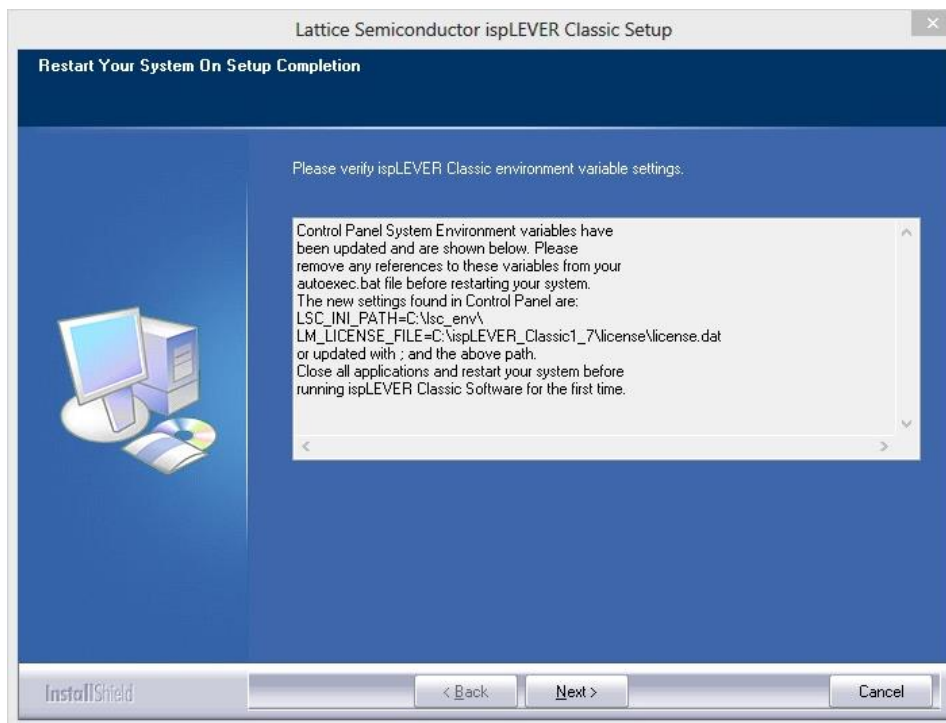 Lattice Semiconductor ispLEVER Classic Setup
Restart Your System On Setup Completion
Please verify ispLEVER Classic environment variable settings.
Control Panel System Environment variables have
been updated and are shown below. Please
remove any references to these variables from your
autoexec.bat file before restarting your system.
The new settings found in Control Panel are:
LSC_INI_PATH=C:\lsc_env\
LM_LICENSE_FILE=C:\ispLEVER_Classic1_7\license\license.dat
or updated with ; and the above path.
Close all applications and restart your system before
running ispLEVER Classic Software for the first time.
InstallShield
< Back
Next >
Cancel